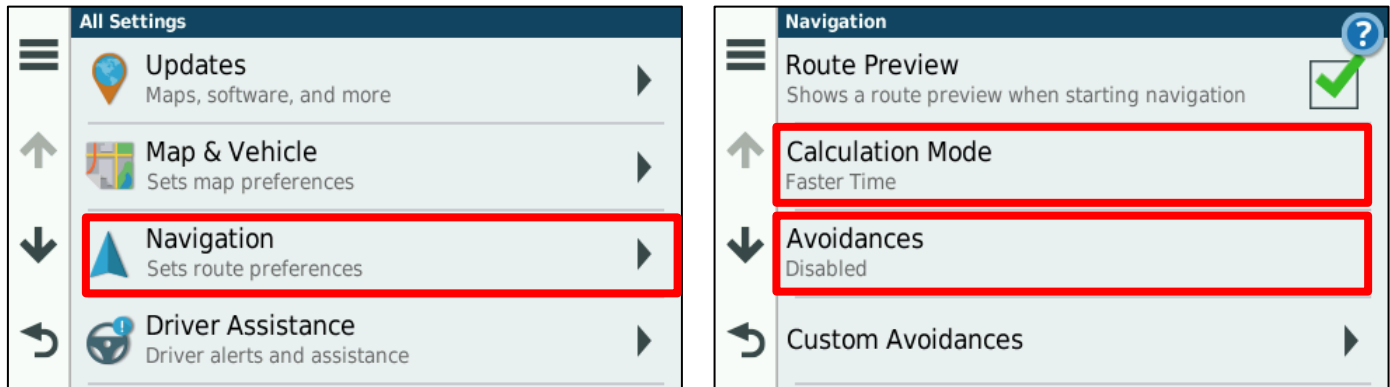 All Settings
Updates
Maps, software, and more
Map & Vehicle
Sets map preferences
Navigation
Sets route preferences
Driver Assistance
Driver alerts and assistance
Navigation
?
Route Preview
Shows a route preview when starting navigation
Calculation Mode
Faster Time
Avoidances
Disabled
Custom Avoidances